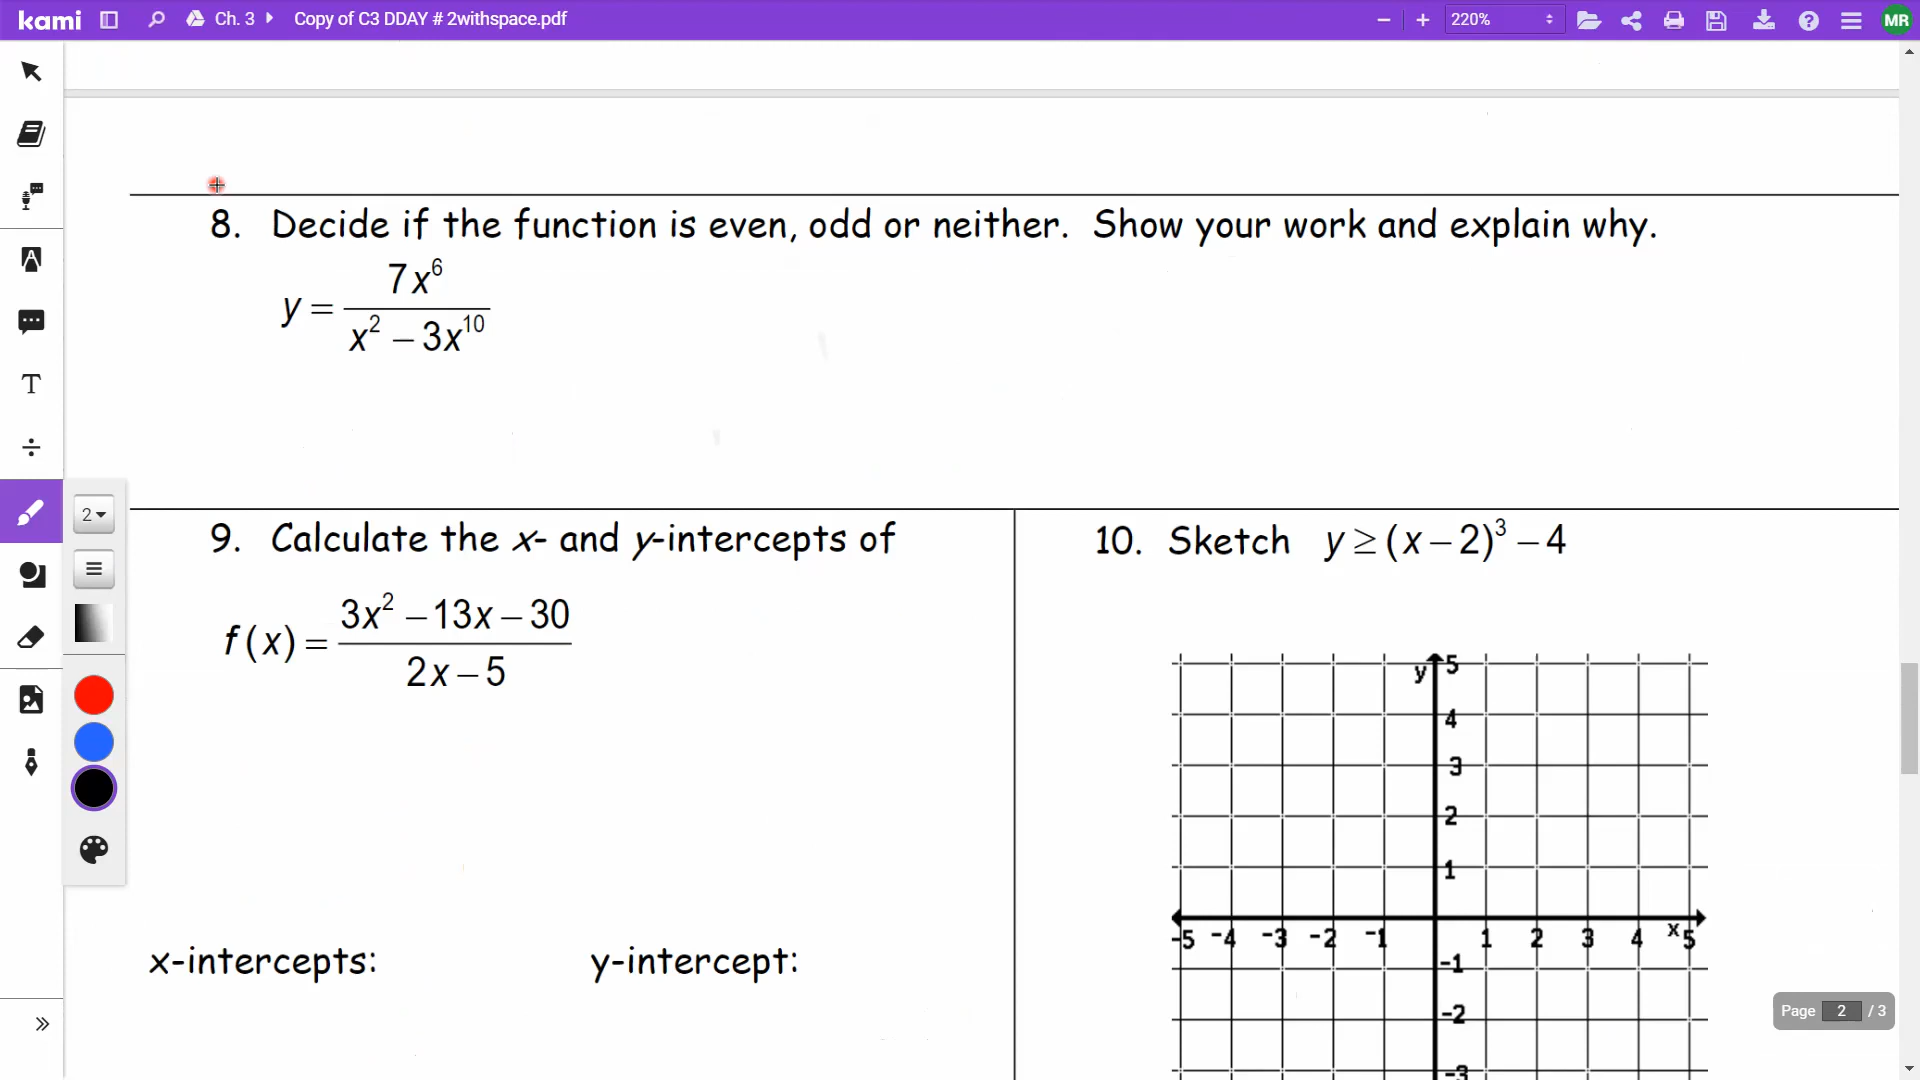 kami Ch. 3 Copy of C3 DDAY # 2withspace.pdf 220% MR
8. Decide if the function is even, odd or neither. Show your work and explain why.
y = 7x^6 / (x^2 – 3x^10)
2
9. Calculate the x- and y-intercepts of
f(x) = (3x^2 – 13x – 30) / (2x – 5)
x-intercepts:
y-intercept:
10. Sketch y ≥ (x – 2)^3 – 4
y 5
4
3
2
1
-5 -4 -3 -2 -1 1 2 3 4 x 5
-1
-2
-3
Page 2 / 3